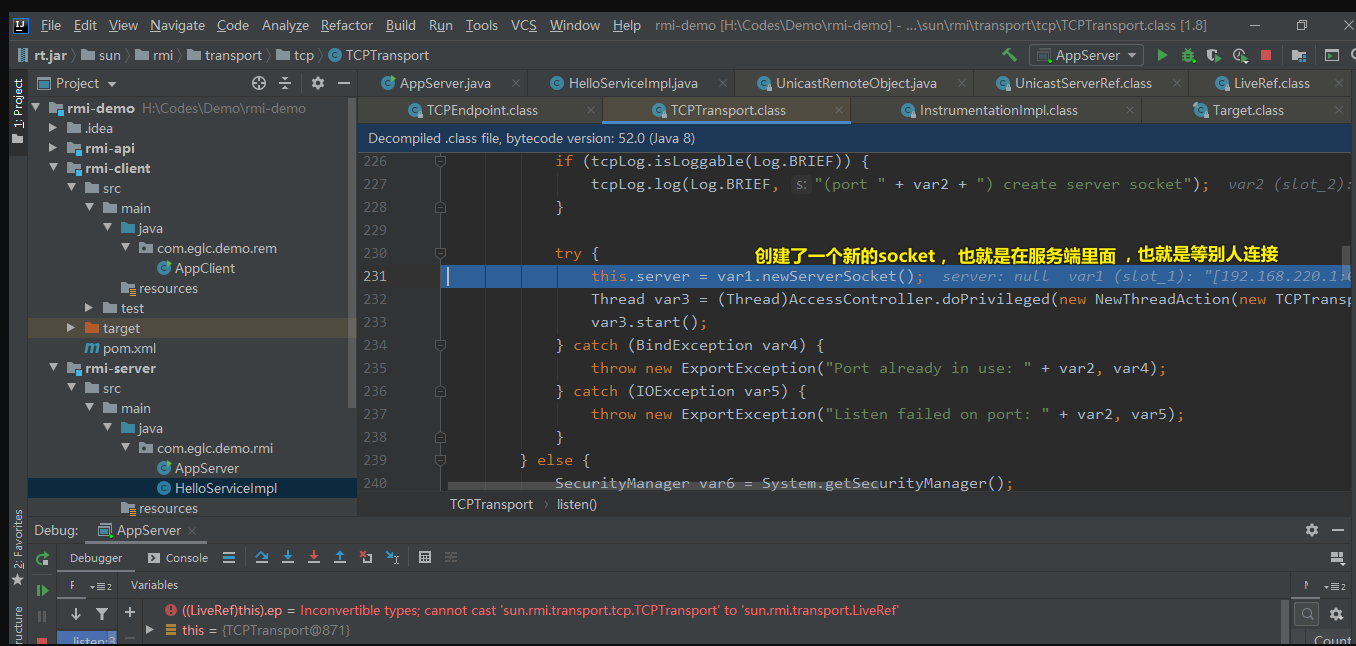 File Edit View Navigate Code Analyze Refactor Build Run Tools VCS Window Help rmi-demo [H:\Codes\Demo\rmi-demo] - ...\sun\rmi\transport\tcp\TCPTransport.class [1.8]
rt.jar sun rmi transport tcp TCPTransport AppServer
1: Project
Project
AppServer.java HelloServiceImpl.java UnicastRemoteObject.java UnicastServerRef.class LiveRef.class
TCPEndpoint.class TCPTransport.class InstrumentationImpl.class Target.class
Decompiled .class file, bytecode version: 52.0 (Java 8)
rmi-demo H:\Codes\Demo\rmi-demo
.idea
rmi-api
rmi-client
src
main
java
com.eglc.demo.rem
AppClient
resources
test
target
pom.xml
rmi-server
src
main
java
com.eglc.demo.rmi
AppServer
HelloServiceImpl
resources
226 if (tcpLog.isLoggable(Log.BRIEF)) {
227 tcpLog.log(Log.BRIEF, s: "(port " + var2 + ") create server socket"); var2 (slot_2):
228 }
229
230 try { 创建了一个新的socket，也就是在服务端里面，也就是等别人连接
231 this.server = var1.newServerSocket(); server: null var1 (slot_1): "[192.168.220.1:
232 Thread var3 = (Thread)AccessController.doPrivileged(new NewThreadAction(new TCPTransp
233 var3.start();
234 } catch (BindException var4) {
235 throw new ExportException("Port already in use: " + var2, var4);
236 } catch (IOException var5) {
237 throw new ExportException("Listen failed on port: " + var2, var5);
238 }
239 } else {
240 SecurityManager var6 = System.getSecurityManager();
TCPTransport listen()
2: Favorites
ructure
Debug: AppServer
Debugger Console
Variables
((LiveRef)this).ep = Inconvertible types; cannot cast 'sun.rmi.transport.tcp.TCPTransport' to 'sun.rmi.transport.LiveRef'
this = {TCPTransport@871}
listen:3
Count